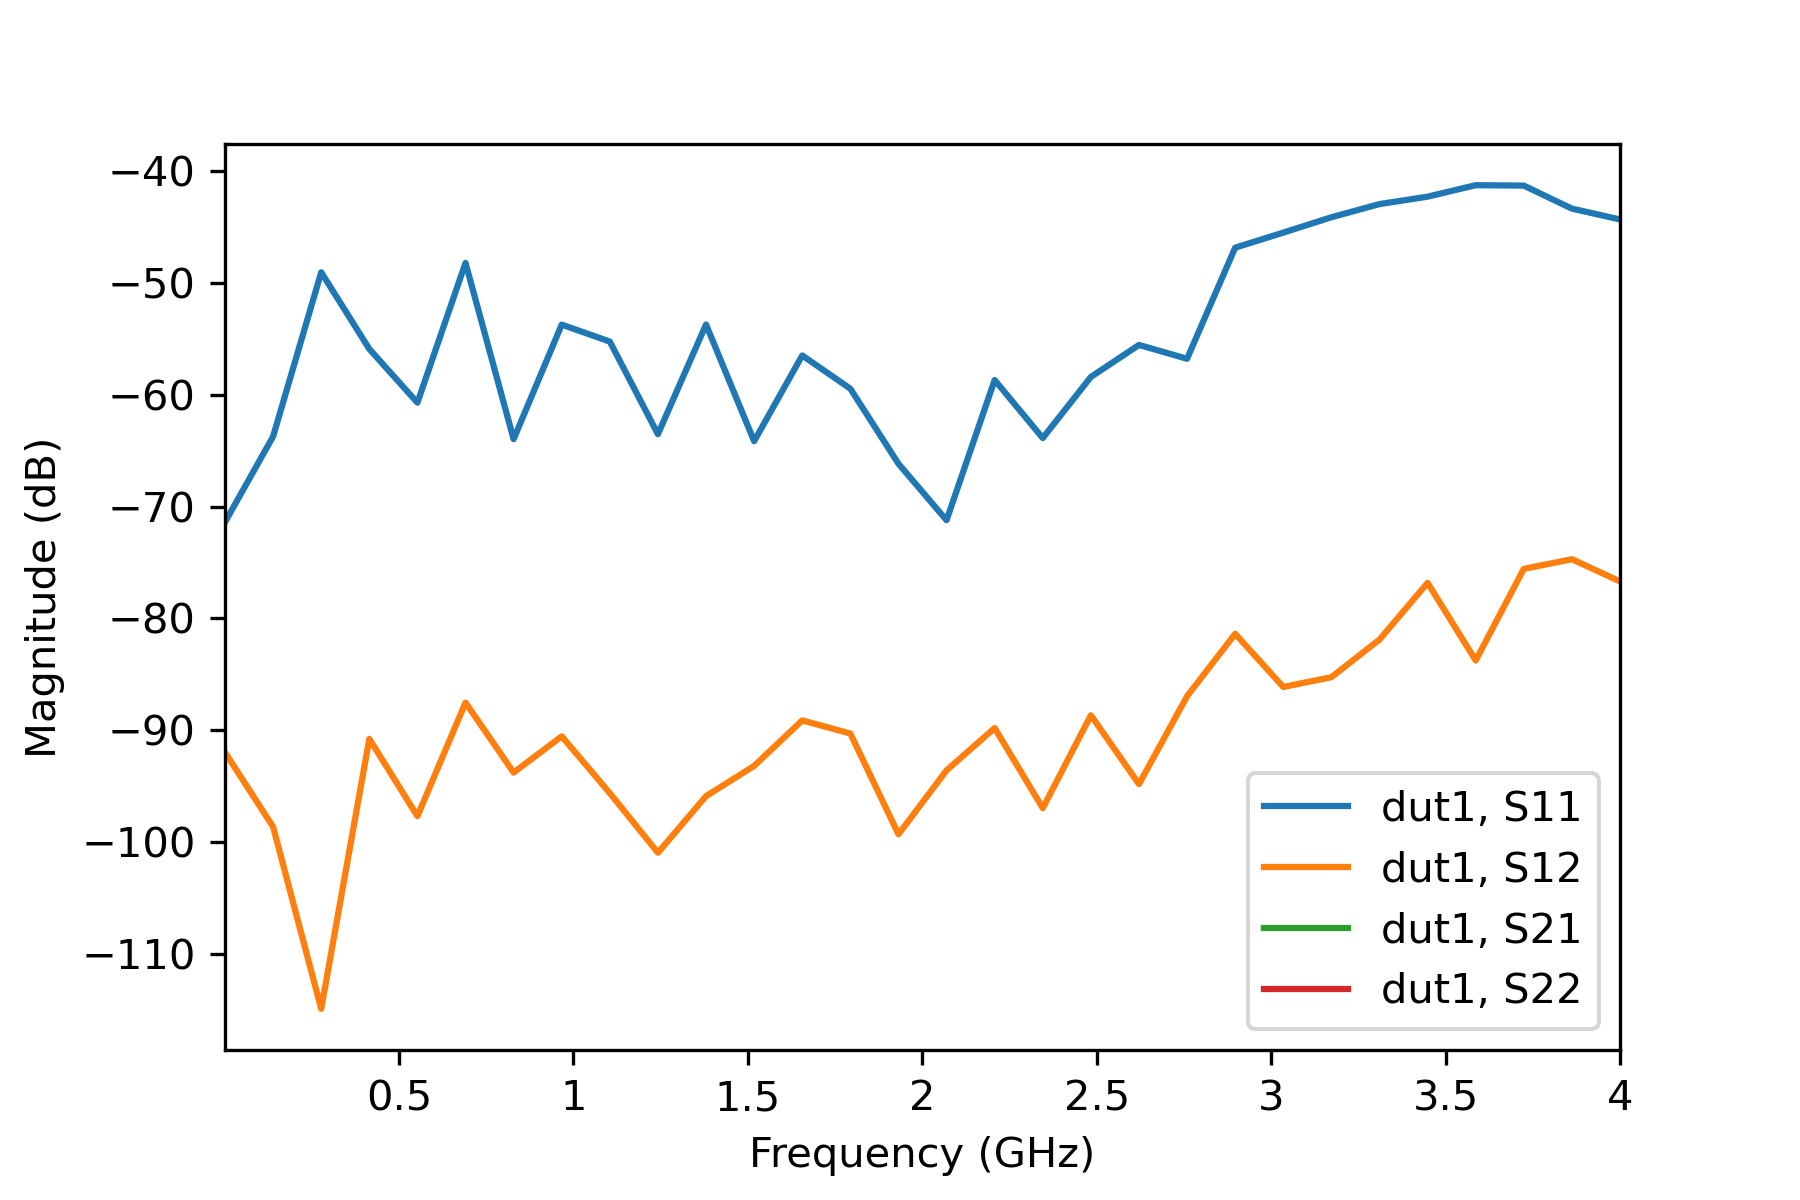 −40
−50
−60
−70
−80
−90
−100
−110
Magnitude (dB)
dut1, S11
dut1, S12
dut1, S21
dut1, S22
0.5 1 1.5 2 2.5 3 3.5 4
Frequency (GHz)